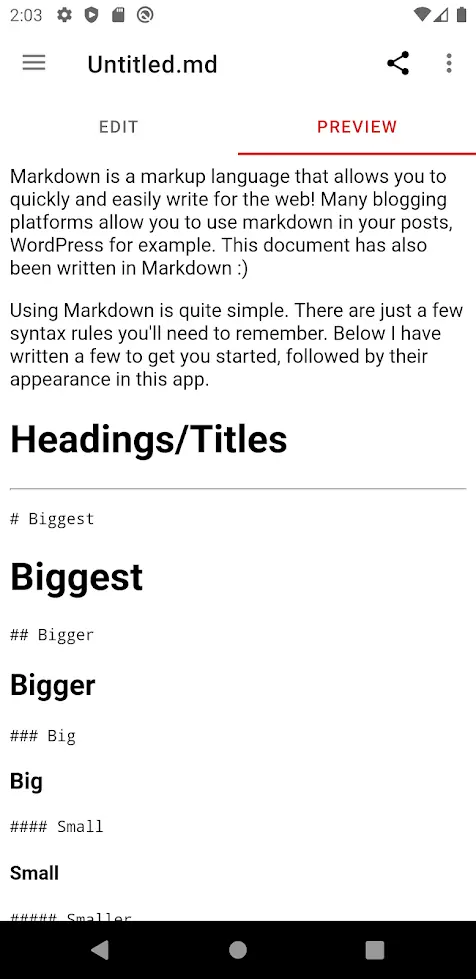 2:03
Untitled.md
EDIT
PREVIEW
Markdown is a markup language that allows you to
quickly and easily write for the web! Many blogging
platforms allow you to use markdown in your posts,
WordPress for example. This document has also
been written in Markdown :)
Using Markdown is quite simple. There are just a few
syntax rules you'll need to remember. Below I have
written a few to get you started, followed by their
appearance in this app.
Headings/Titles
# Biggest
Biggest
## Bigger
Bigger
### Big
Big
#### Small
Small
##### Smaller